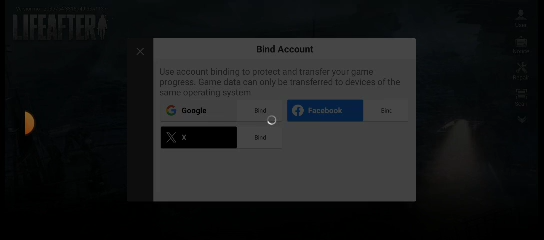 LIFEAFTER
Bind Account
Use account binding to protect and transfer your game
progress. Game data can only be transferred to devices of the
same operating system
Google Bind Facebook
X Bind